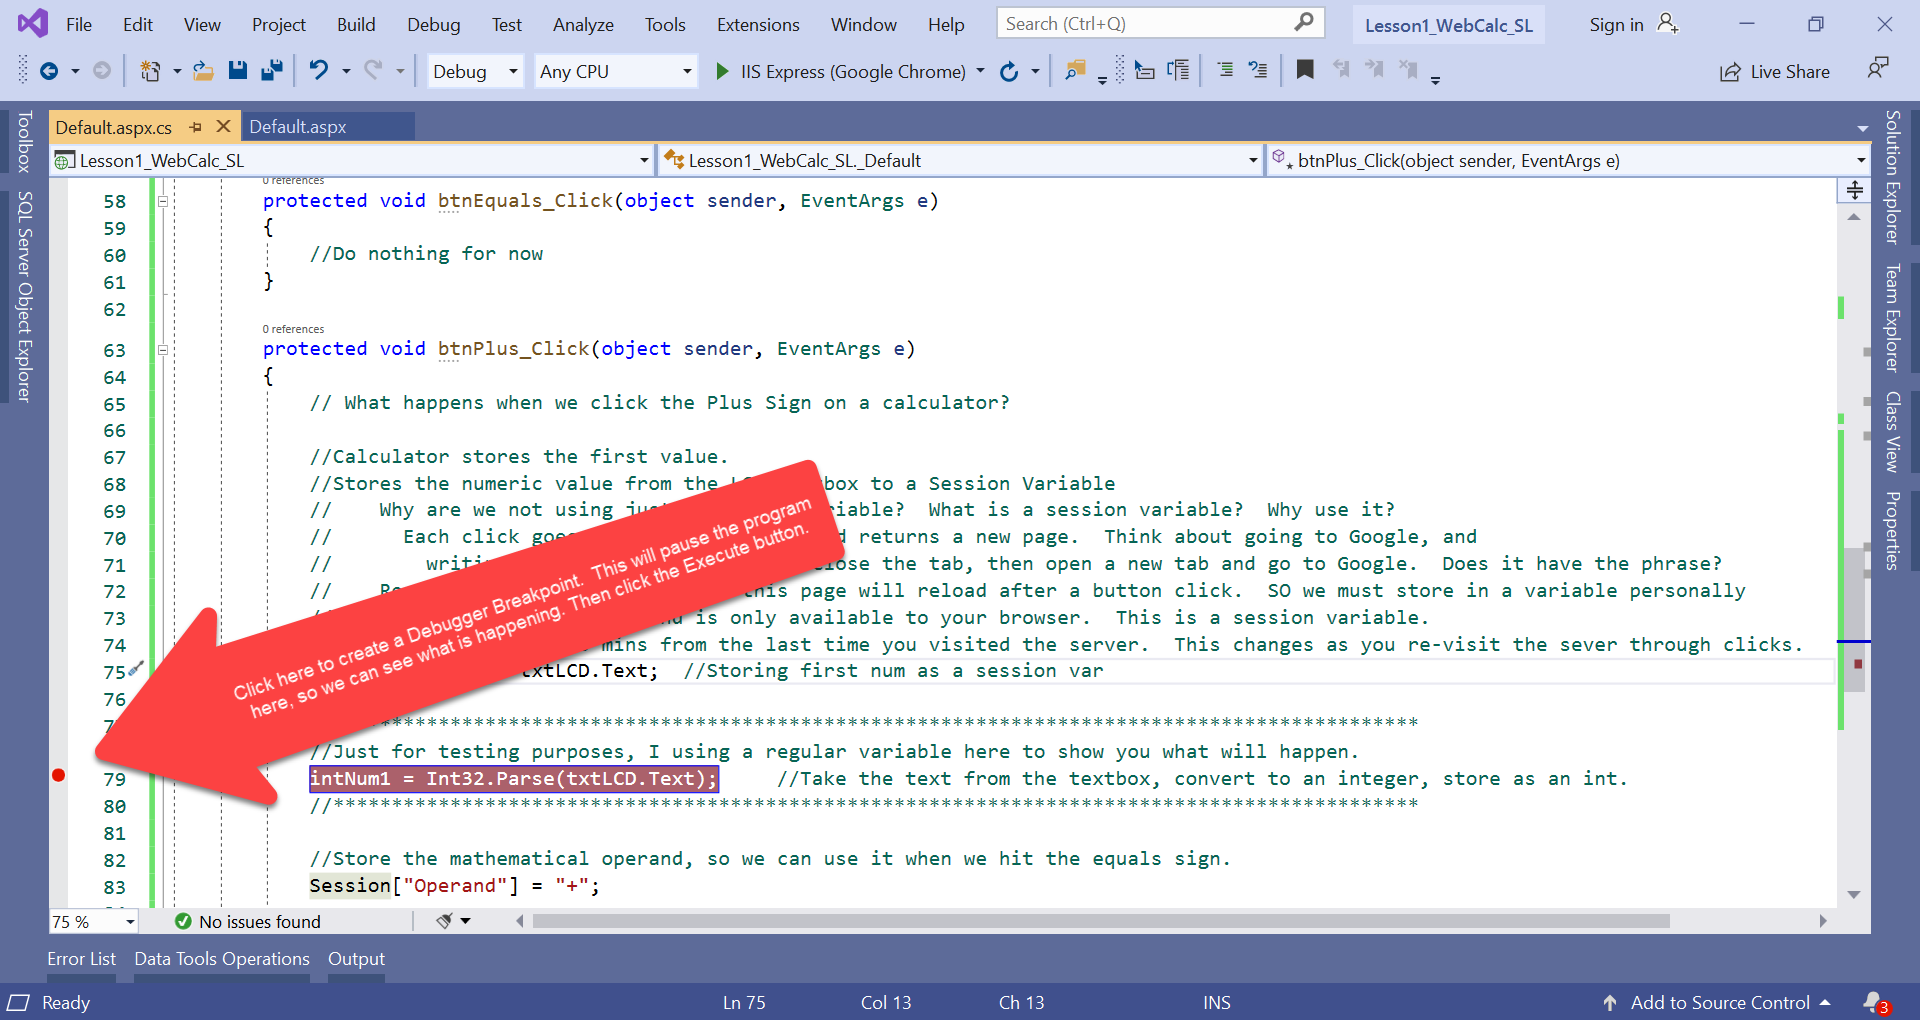 File Edit View Project Build Debug Test Analyze Tools Extensions Window Help Search (Ctrl+Q) Lesson1_WebCalc_SL Sign in
Debug Any CPU IIS Express (Google Chrome) Live Share
Default.aspx.cs Default.aspx
Lesson1_WebCalc_SL Lesson1_WebCalc_SL._Default btnPlus_Click(object sender, EventArgs e)
Toolbox
SQL Server Object Explorer
Solution Explorer
Team Explorer
Class View
Properties
0 references
58 protected void btnEquals_Click(object sender, EventArgs e)
59 {
60 //Do nothing for now
61 }
62
0 references
63 protected void btnPlus_Click(object sender, EventArgs e)
64 {
65 // What happens when we click the Plus Sign on a calculator?
66
67 //Calculator stores the first value.
68 //Stores the numeric value from the box to a Session Variable
69 // Why are we not using iable? What is a session variable? Why use it?
70 // Each click goe returns a new page. Think about going to Google, and
71 // writi lose the tab, then open a new tab and go to Google. Does it have the phrase?
72 // this page will reload after a button click. SO we must store in a variable personally
73 is only available to your browser. This is a session variable.
74 mins from the last time you visited the server. This changes as you re-visit the sever through clicks.
75 txtLCD.Text; //Storing first num as a session var
76
*******************************************************************************************
//Just for testing purposes, I using a regular variable here to show you what will happen.
79 intNum1 = Int32.Parse(txtLCD.Text); //Take the text from the textbox, convert to an integer, store as an int.
80 //*********************************************************************************************
81
82 //Store the mathematical operand, so we can use it when we hit the equals sign.
83 Session["Operand"] = "+";
Click here to create a Debugger Breakpoint. This will pause the program
here, so we can see what is happening. Then click the Execute button.
75 % No issues found
Error List Data Tools Operations Output
Ready Ln 75 Col 13 Ch 13 INS Add to Source Control 3